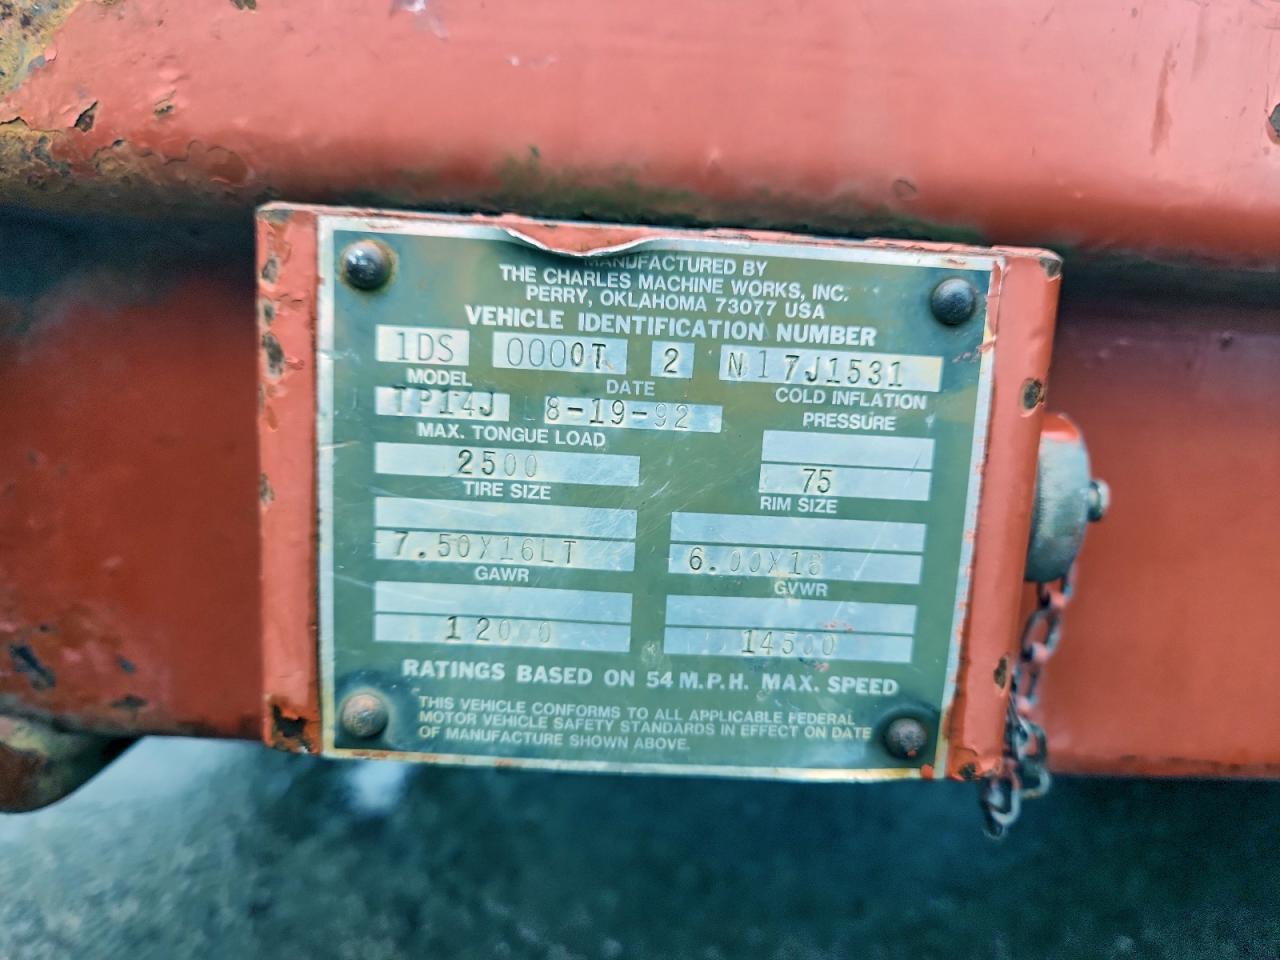 MANUFACTURED BY
THE CHARLES MACHINE WORKS, INC.
PERRY, OKLAHOMA 73077 USA
VEHICLE IDENTIFICATION NUMBER
1DS 0000T 2 N17J1531
MODEL DATE COLD INFLATION PRESSURE
TP14J 8-19-92
MAX. TONGUE LOAD
2500 75
TIRE SIZE RIM SIZE
7.50X16LT 6.00X16
GAWR GVWR
12000 14500
RATINGS BASED ON 54 M.P.H. MAX. SPEED
THIS VEHICLE CONFORMS TO ALL APPLICABLE FEDERAL
MOTOR VEHICLE SAFETY STANDARDS IN EFFECT ON DATE
OF MANUFACTURE SHOWN ABOVE.